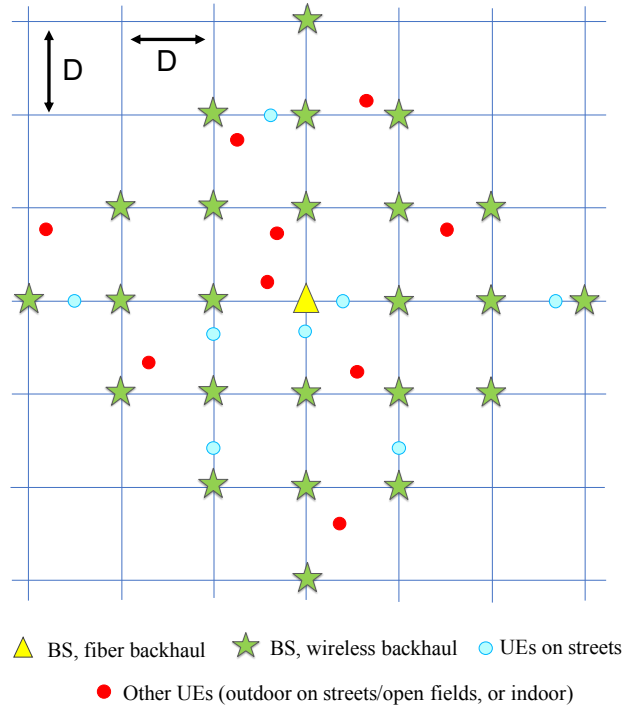 D
D
BS, fiber backhaul BS, wireless backhaul UEs on streets
Other UEs (outdoor on streets/open fields, or indoor)